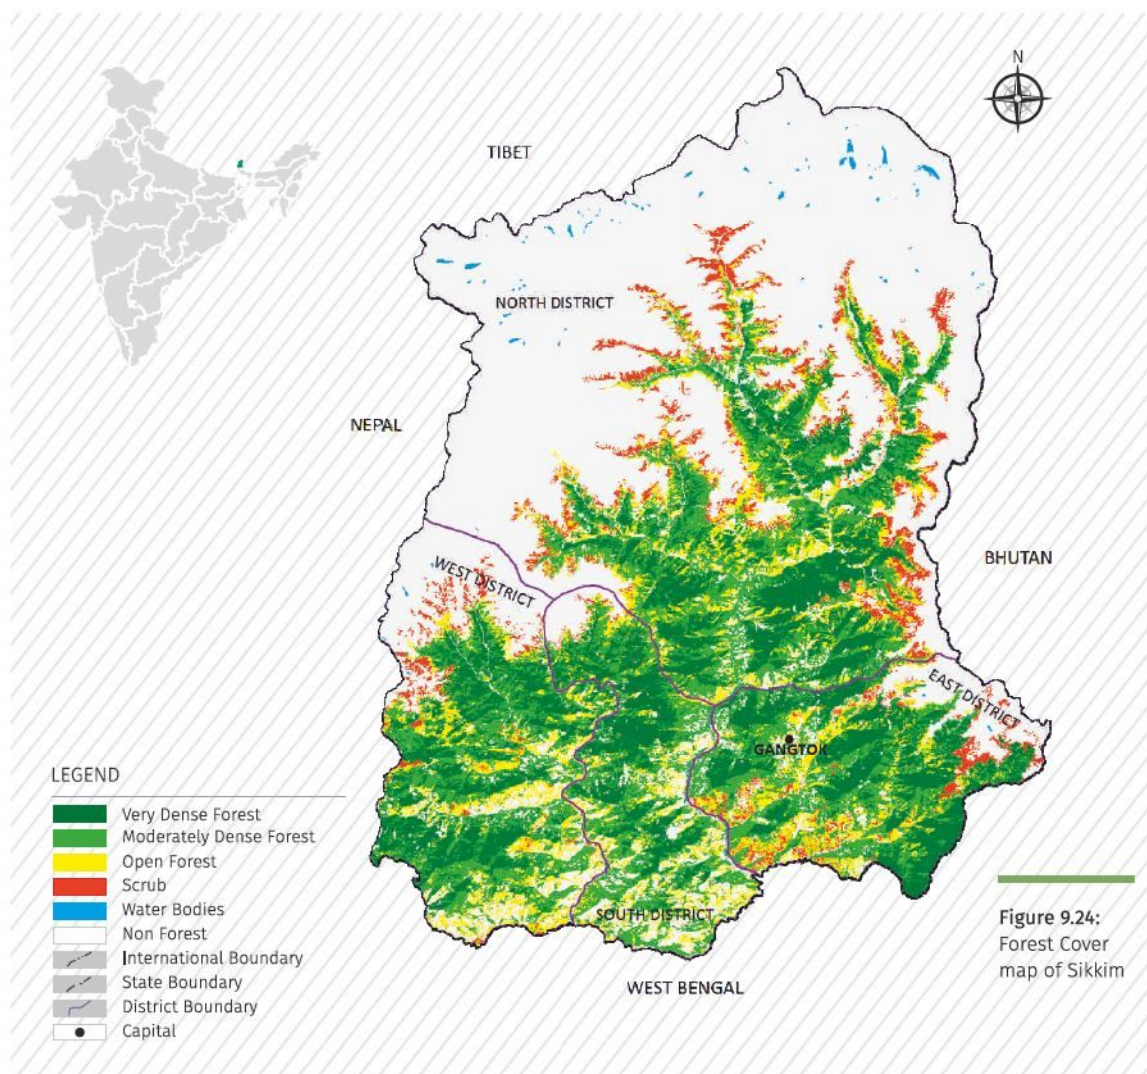 N
TIBET
NORTH DISTRICT
NEPAL
BHUTAN
WEST DISTRICT
EAST DISTRICT
GANGTOK
SOUTH DISTRICT
WEST BENGAL
LEGEND
Very Dense Forest
Moderately Dense Forest
Open Forest
Scrub
Water Bodies
Non Forest
International Boundary
State Boundary
District Boundary
Capital
Figure 9.24:
Forest Cover
map of Sikkim